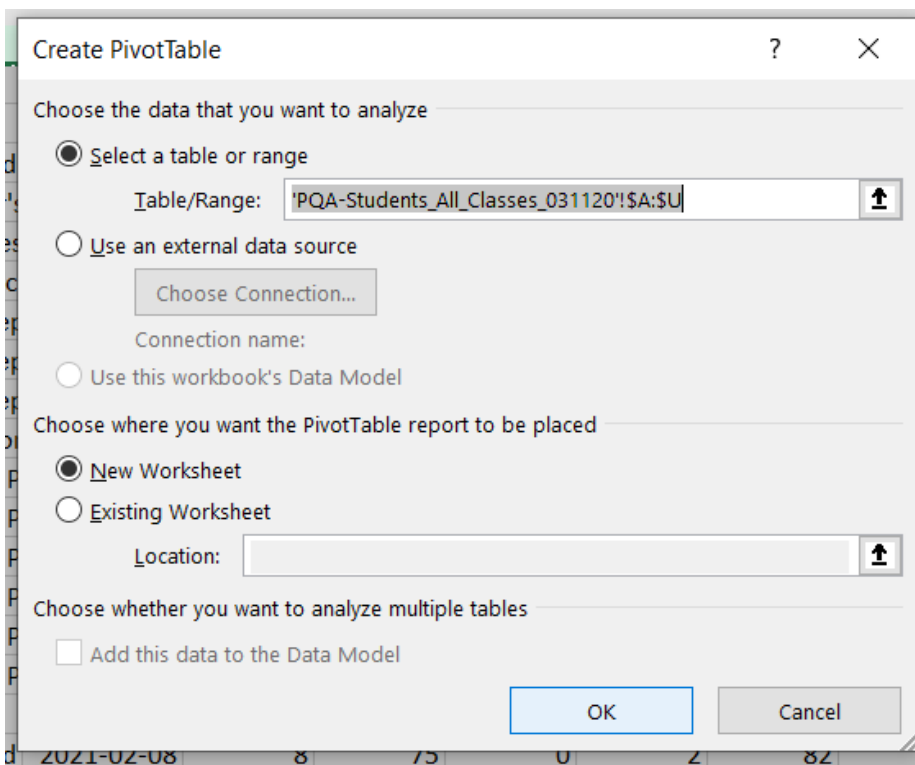 Create PivotTable ?
Choose the data that you want to analyze
Select a table or range
Table/Range: 'PQA-Students_All_Classes_031120'!$A:$U
Use an external data source
Choose Connection...
Connection name:
Use this workbook's Data Model
Choose where you want the PivotTable report to be placed
New Worksheet
Existing Worksheet
Location:
Choose whether you want to analyze multiple tables
Add this data to the Data Model
OK Cancel
2021-02-08 8 75 0 2 82